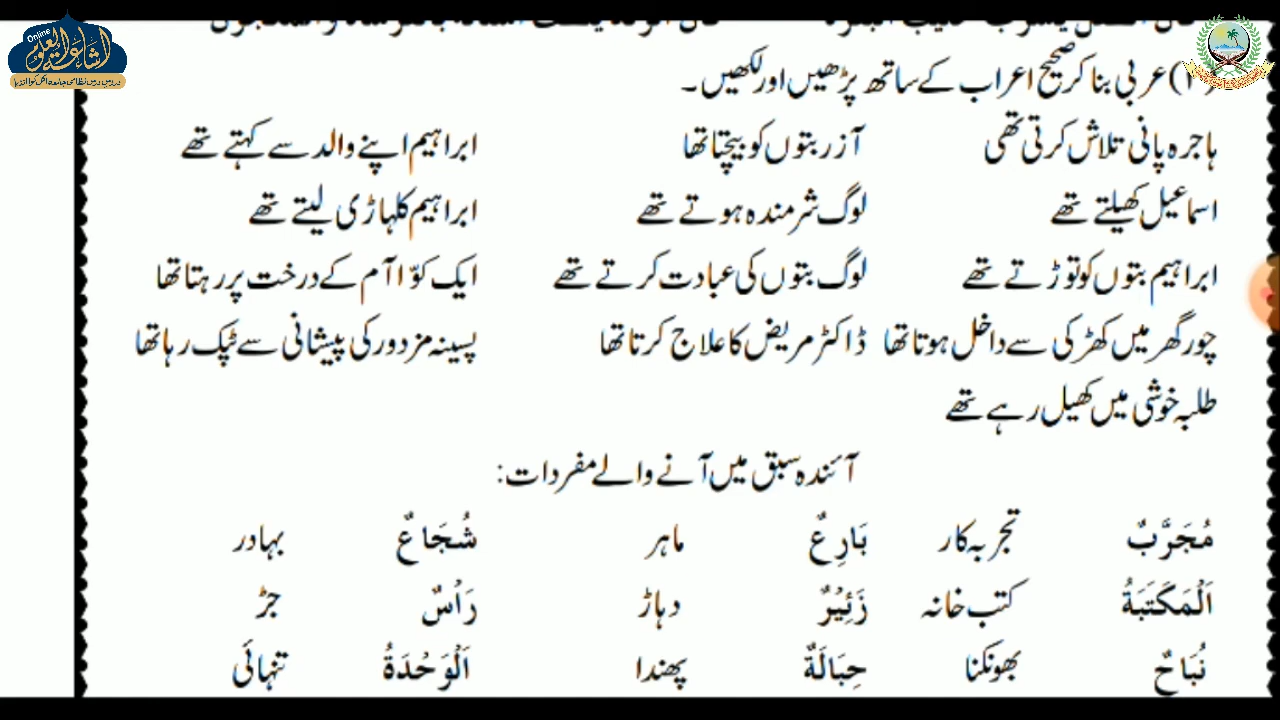 Online
اشاعۃ العلوم
(۳) عربی بنا کر صحیح اعراب کے ساتھ پڑھیں اور لکھیں۔
ہاجرہ پانی تلاش کرتی تھی آزر بتوں کو بیچتا تھا ابراہیم اپنے والد سے کہتے تھے
اسماعیل کھیلتے تھے لوگ شرمندہ ہوتے تھے ابراہیم کلہاڑی لیتے تھے
ابراہیم بتوں کو توڑتے تھے لوگ بتوں کی عبادت کرتے تھے ایک کوّا آم کے درخت پر رہتا تھا
چور گھر میں کھڑکی سے داخل ہوتا تھا ڈاکٹر مریض کا علاج کرتا تھا پسینہ مزدور کی پیشانی سے ٹپک رہا تھا
طلبہ خوشی میں کھیل رہے تھے
آئندہ سبق میں آنے والے مفردات:
مُجَرَّبٌ تجربہ کار بَارِعٌ ماہر شُجَاعٌ بہادر
اَلْمَكْتَبَةُ کتب خانہ زَئِيْرٌ دہاڑ رَاْسٌ جڑ
نُبَاحٌ بھونکنا حِبَالَةٌ پھندا اَلْوَحْدَةُ تنہائی